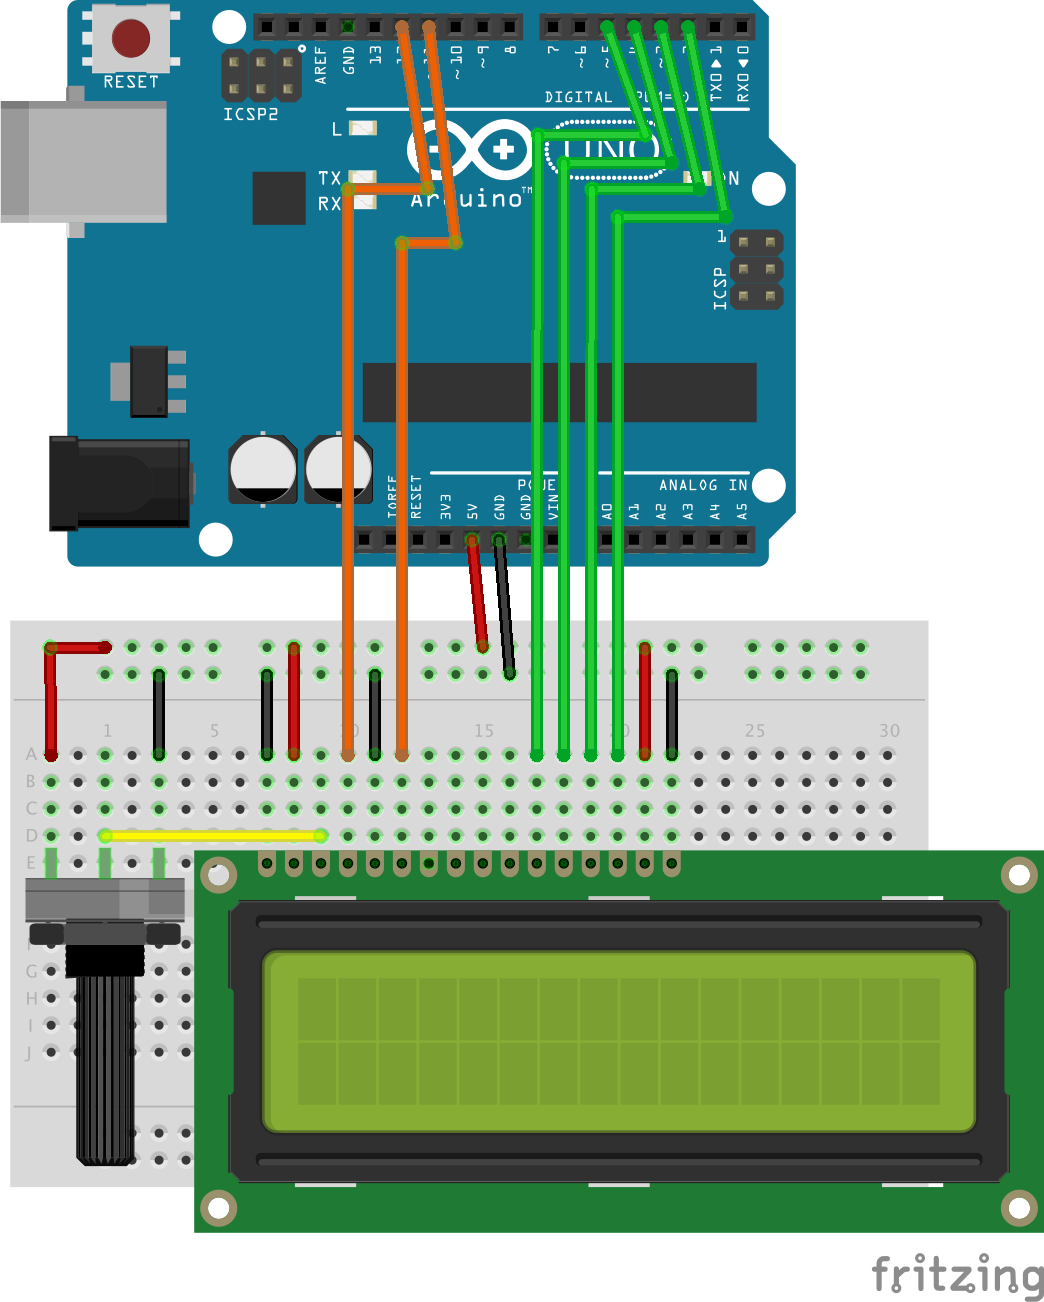 RESET
ICSP2
AREF
GND
13
~10
~9
8
7
~6
~5
TX0▶1
RX0◀0
DIGITAL
L
TX
RX
Arduino™
UNO
1
ICSP
IOREF
RESET
3V3
5V
GND
GND
VIN
POWER
ANALOG IN
A0
A1
A2
A3
A4
A5
1
5
10
15
20
25
30
A
B
C
D
E
G
H
I
J
fritzing